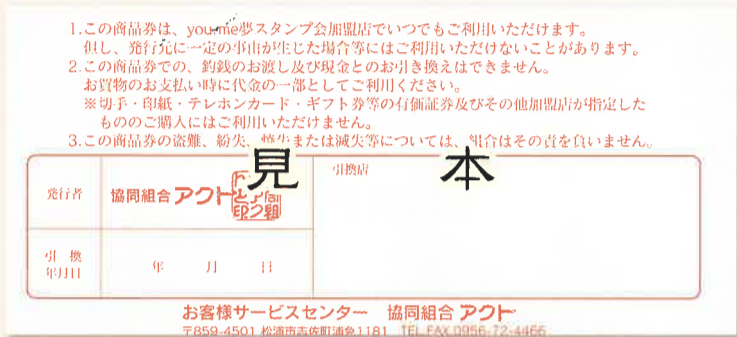 1.この商品券は、you.me夢スタンプ会加盟店でいつでもご利用いただけます。
但し、発行元に一定の事由が生じた場合等にはご利用いただけないことがあります。
2.この商品券での、釣銭のお渡し及び現金とのお引き換えはできません。
お買物のお支払い時に代金の一部としてご利用ください。
※切手・印紙・テレホンカード・ギフト券等の有価証券及びその他加盟店が指定した
もののご購入にはご利用いただけません。
3.この商品券の盗難、紛失、焼失または滅失等については、組合はその責を負いません。
見本
発行者 協同組合アクト
引換店
引換年月日 年 月 日
お客様サービスセンター 協同組合アクト
〒859-4501 松浦市志佐町浦免1181 TEL.FAX.0956-72-4466